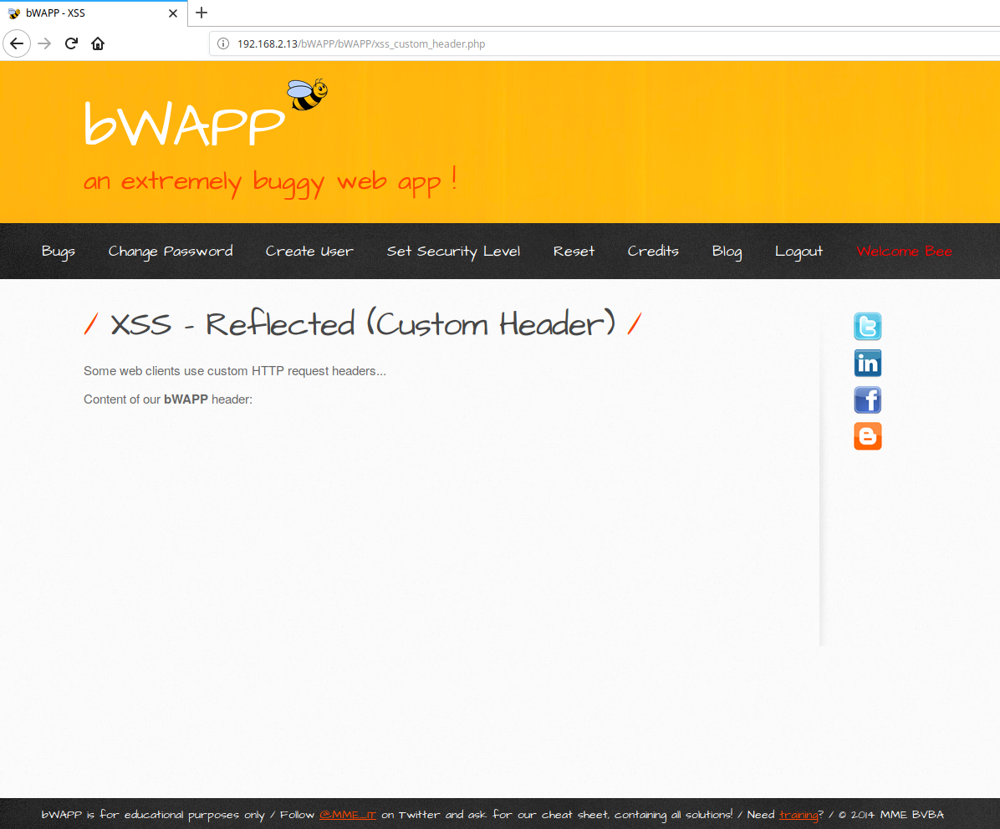 bWAPP - XSS
192.168.2.13/bWAPP/bWAPP/xss_custom_header.php
bWAPP
an extremely buggy web app !
Bugs Change Password Create User Set Security Level Reset Credits Blog Logout Welcome Bee
/ XSS - Reflected (Custom Header) /
Some web clients use custom HTTP request headers...
Content of our bWAPP header:
bWAPP is for educational purposes only / Follow @MME_IT on Twitter and ask for our cheat sheet, containing all solutions! / Need training? / © 2014 MME BVBA